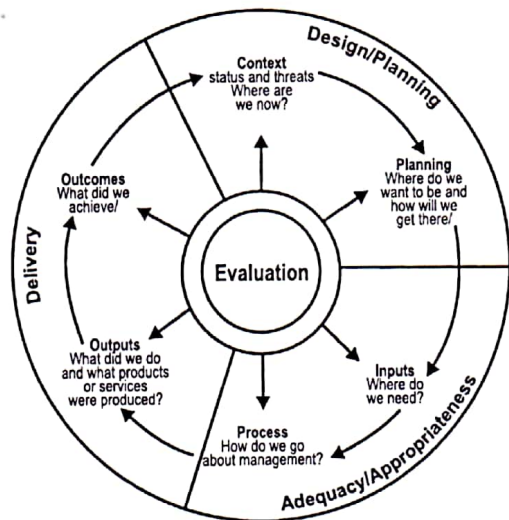 Design/Planning
Context
status and threats
Where are
we now?
Planning
Where do we
want to be and
how will we
get there/
Outcomes
What did we
achieve/
Delivery
Evaluation
Outputs
What did we do
and what products
or services
were produced?
Inputs
Where do
we need?
Process
How do we go
about management?
Adequacy/Appropriateness